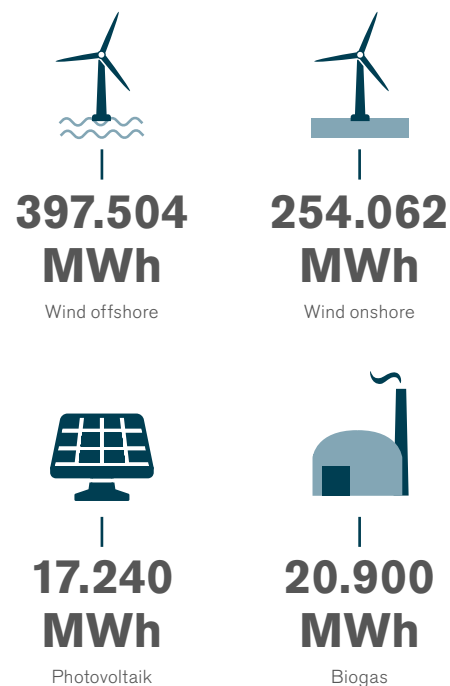 397.504
MWh
Wind offshore
254.062
MWh
Wind onshore
17.240
MWh
Photovoltaik
20.900
MWh
Biogas